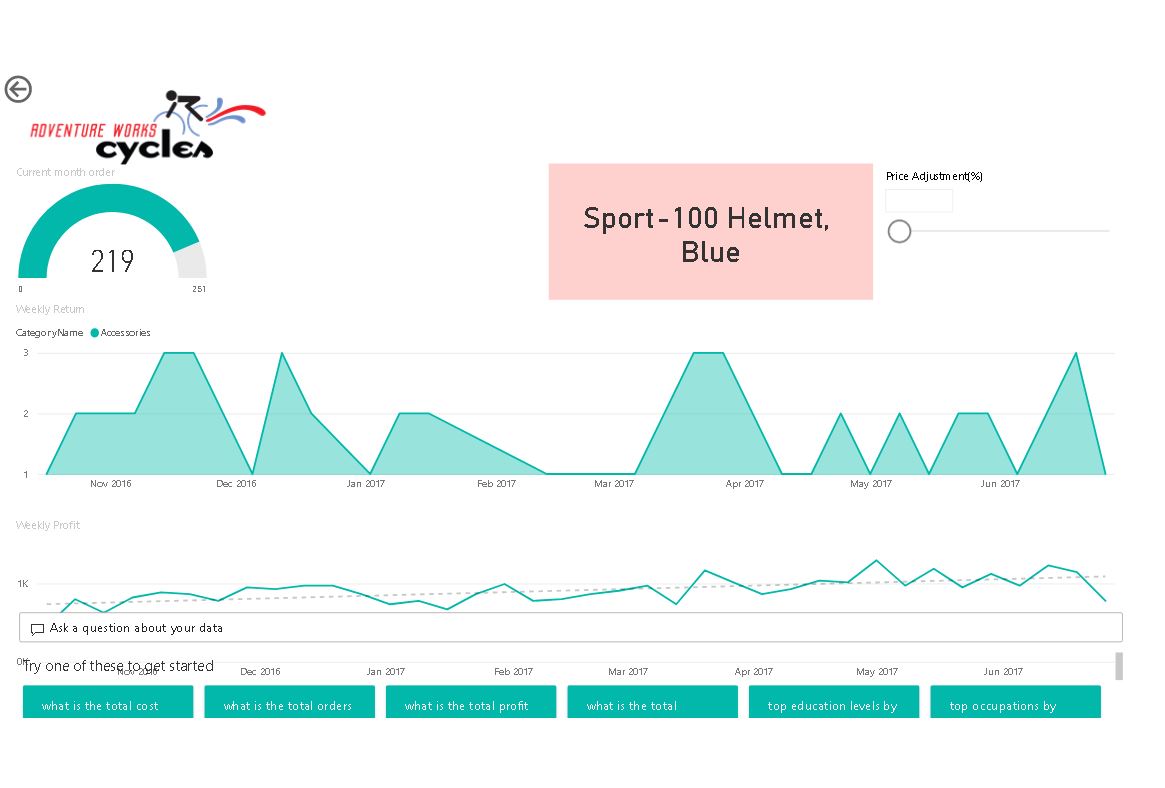 ADVENTURE WORKS
cycles
Current month order
219
0
251
Sport-100 Helmet,
Blue
Price Adjustment(%)
Weekly Return
CategoryName Accessories
3
2
1
Nov 2016 Dec 2016 Jan 2017 Feb 2017 Mar 2017 Apr 2017 May 2017 Jun 2017
Weekly Profit
1K
Ask a question about your data
0K
Try one of these to get started
Nov 2016 Dec 2016 Jan 2017 Feb 2017 Mar 2017 Apr 2017 May 2017 Jun 2017
what is the total cost
what is the total orders
what is the total profit
what is the total
top education levels by
top occupations by